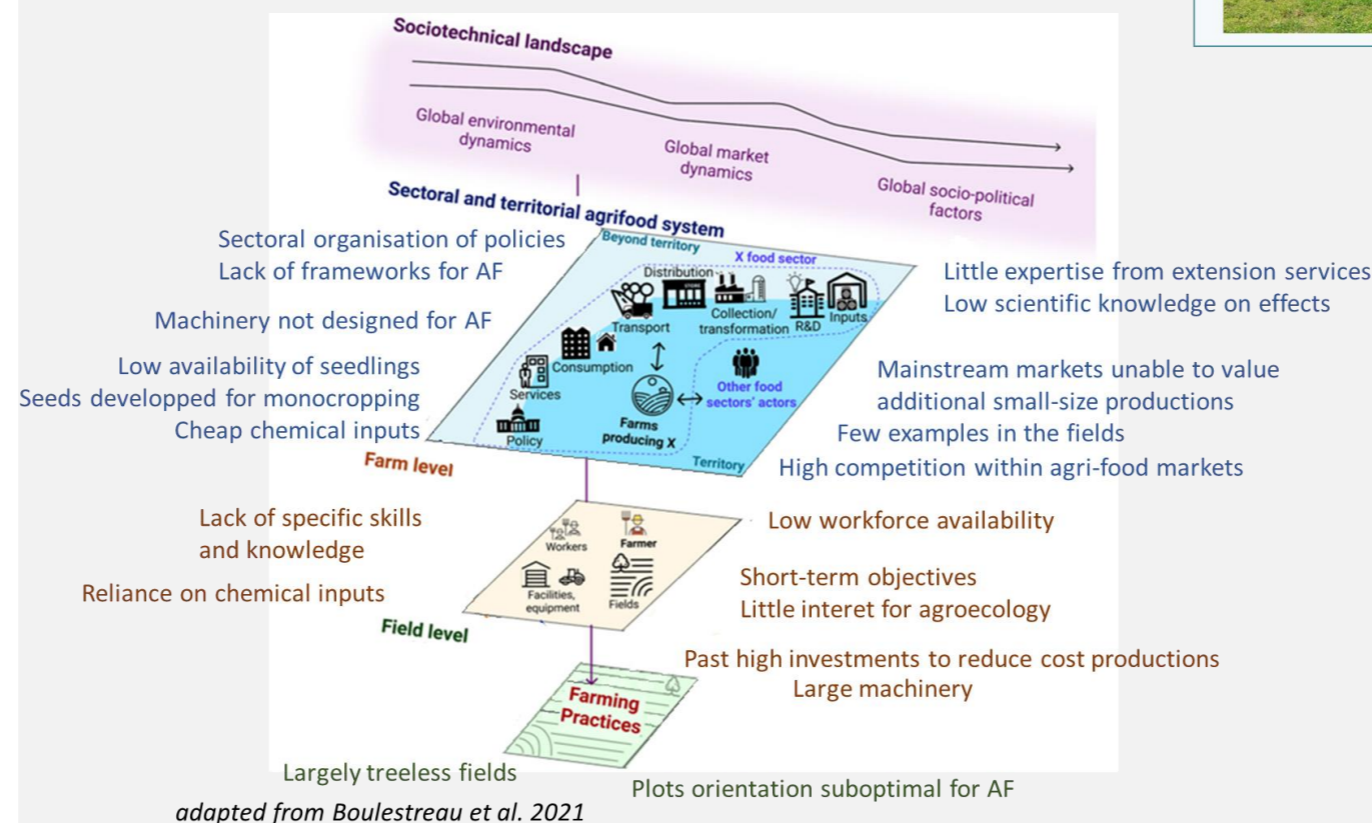 Sociotechnical landscape
Global environmental
dynamics
Global market
dynamics
Global socio-political
factors
Sectoral and territorial agrifood system
Sectoral organisation of policies
Lack of frameworks for AF
Machinery not designed for AF
Low availability of seedlings
Seeds developped for monocropping
Cheap chemical inputs
Beyond territory
X food sector
Distribution
STORE
Transport
Collection/
transformation
R&D
Inputs
Consumption
Services
Policy
Farms
producing X
Other food
sectors' actors
Territory
Little expertise from extension services
Low scientific knowledge on effects
Mainstream markets unable to value
additional small-size productions
Few examples in the fields
High competition within agri-food markets
Farm level
Lack of specific skills
and knowledge
Reliance on chemical inputs
Workers
Farmer
Facilities,
equipment
Fields
Low workforce availability
Short-term objectives
Little interet for agroecology
Past high investments to reduce cost productions
Large machinery
Field level
Farming
Practices
Largely treeless fields
Plots orientation suboptimal for AF
adapted from Boulestreau et al. 2021